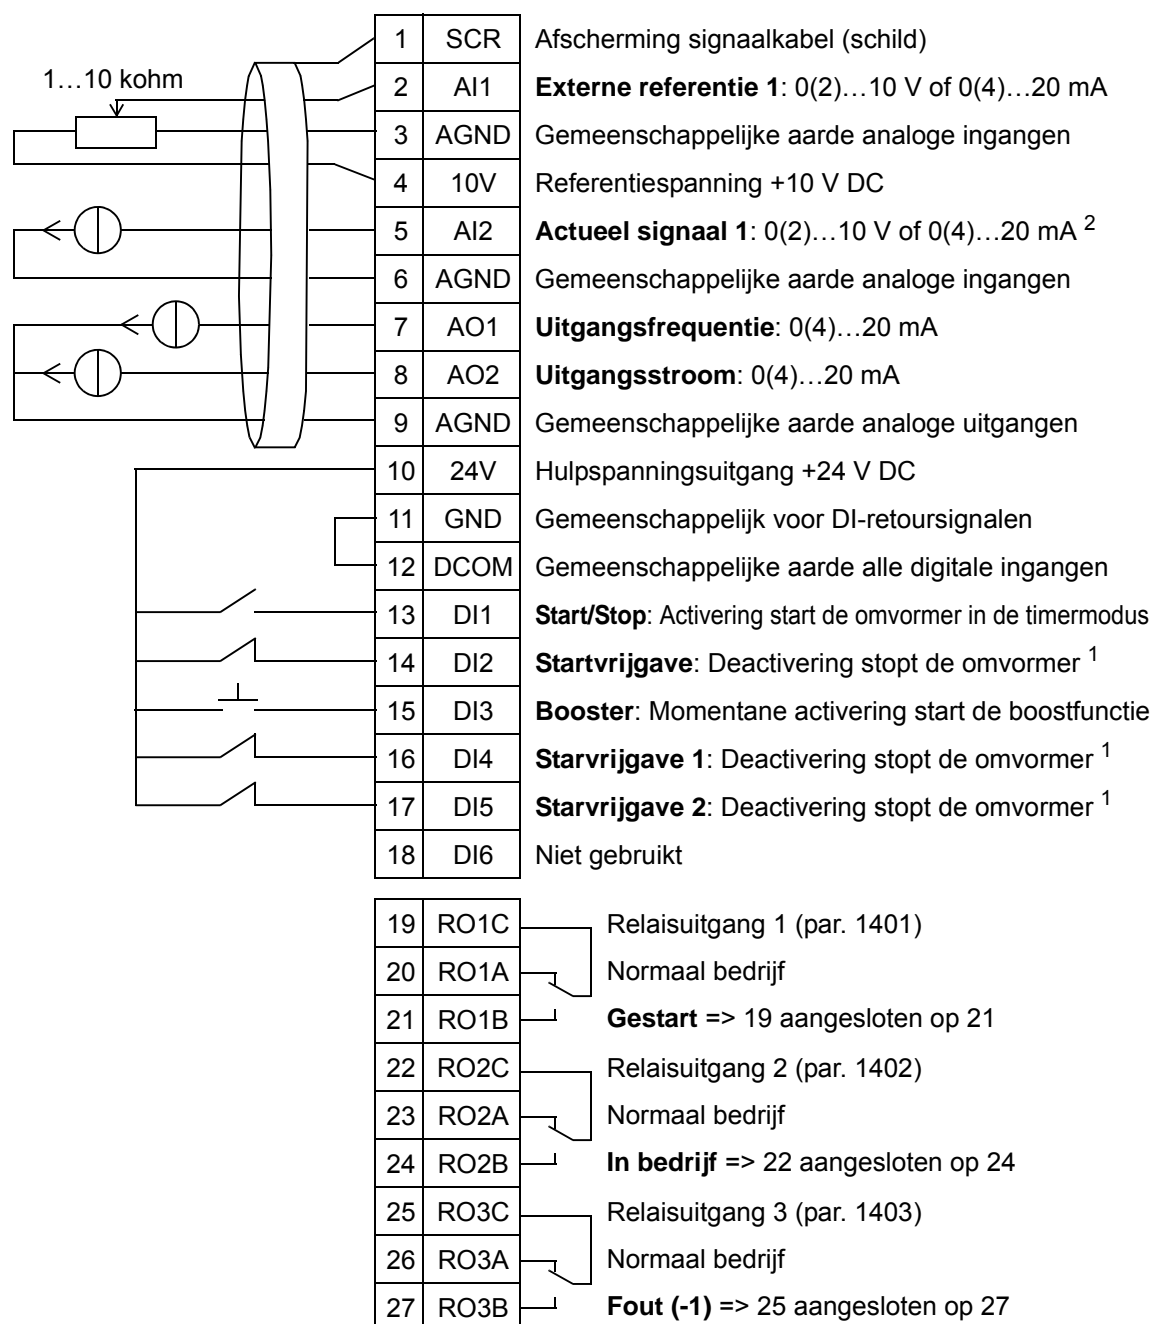 1 SCR Afscherming signaalkabel (schild)
1…10 kohm
2 AI1 Externe referentie 1: 0(2)…10 V of 0(4)…20 mA
3 AGND Gemeenschappelijke aarde analoge ingangen
4 10V Referentiespanning +10 V DC
5 AI2 Actueel signaal 1: 0(2)…10 V of 0(4)…20 mA 2
6 AGND Gemeenschappelijke aarde analoge ingangen
7 AO1 Uitgangsfrequentie: 0(4)…20 mA
8 AO2 Uitgangsstroom: 0(4)…20 mA
9 AGND Gemeenschappelijke aarde analoge uitgangen
10 24V Hulpspanningsuitgang +24 V DC
11 GND Gemeenschappelijk voor DI-retoursignalen
12 DCOM Gemeenschappelijke aarde alle digitale ingangen
13 DI1 Start/Stop: Activering start de omvormer in de timermodus
14 DI2 Startvrijgave: Deactivering stopt de omvormer 1
15 DI3 Booster: Momentane activering start de boostfunctie
16 DI4 Starvrijgave 1: Deactivering stopt de omvormer 1
17 DI5 Starvrijgave 2: Deactivering stopt de omvormer 1
18 DI6 Niet gebruikt
19 RO1C Relaisuitgang 1 (par. 1401)
20 RO1A Normaal bedrijf
21 RO1B Gestart => 19 aangesloten op 21
22 RO2C Relaisuitgang 2 (par. 1402)
23 RO2A Normaal bedrijf
24 RO2B In bedrijf => 22 aangesloten op 24
25 RO3C Relaisuitgang 3 (par. 1403)
26 RO3A Normaal bedrijf
27 RO3B Fout (-1) => 25 aangesloten op 27